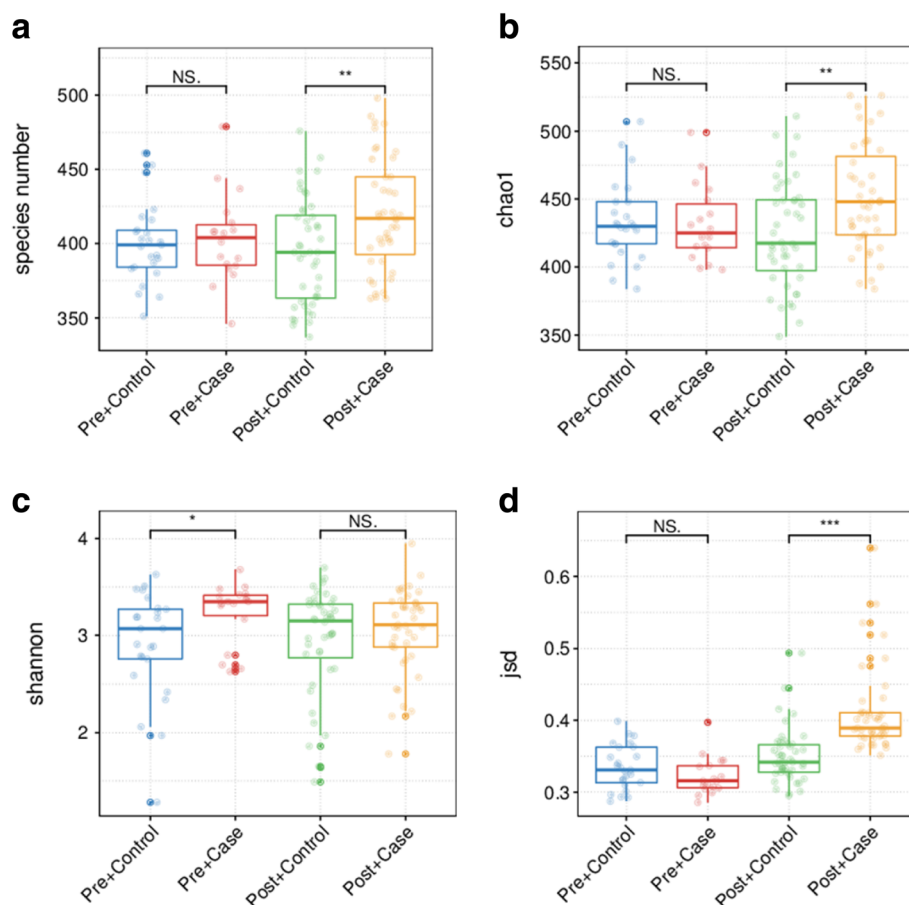 a
NS.
**
500
450
400
350
species number
Pre+Control
Pre+Case
Post+Control
Post+Case
b
NS.
**
550
500
450
400
350
chao1
Pre+Control
Pre+Case
Post+Control
Post+Case
c
*
NS.
4
3
2
shannon
Pre+Control
Pre+Case
Post+Control
Post+Case
d
NS.
***
0.6
0.5
0.4
0.3
jsd
Pre+Control
Pre+Case
Post+Control
Post+Case